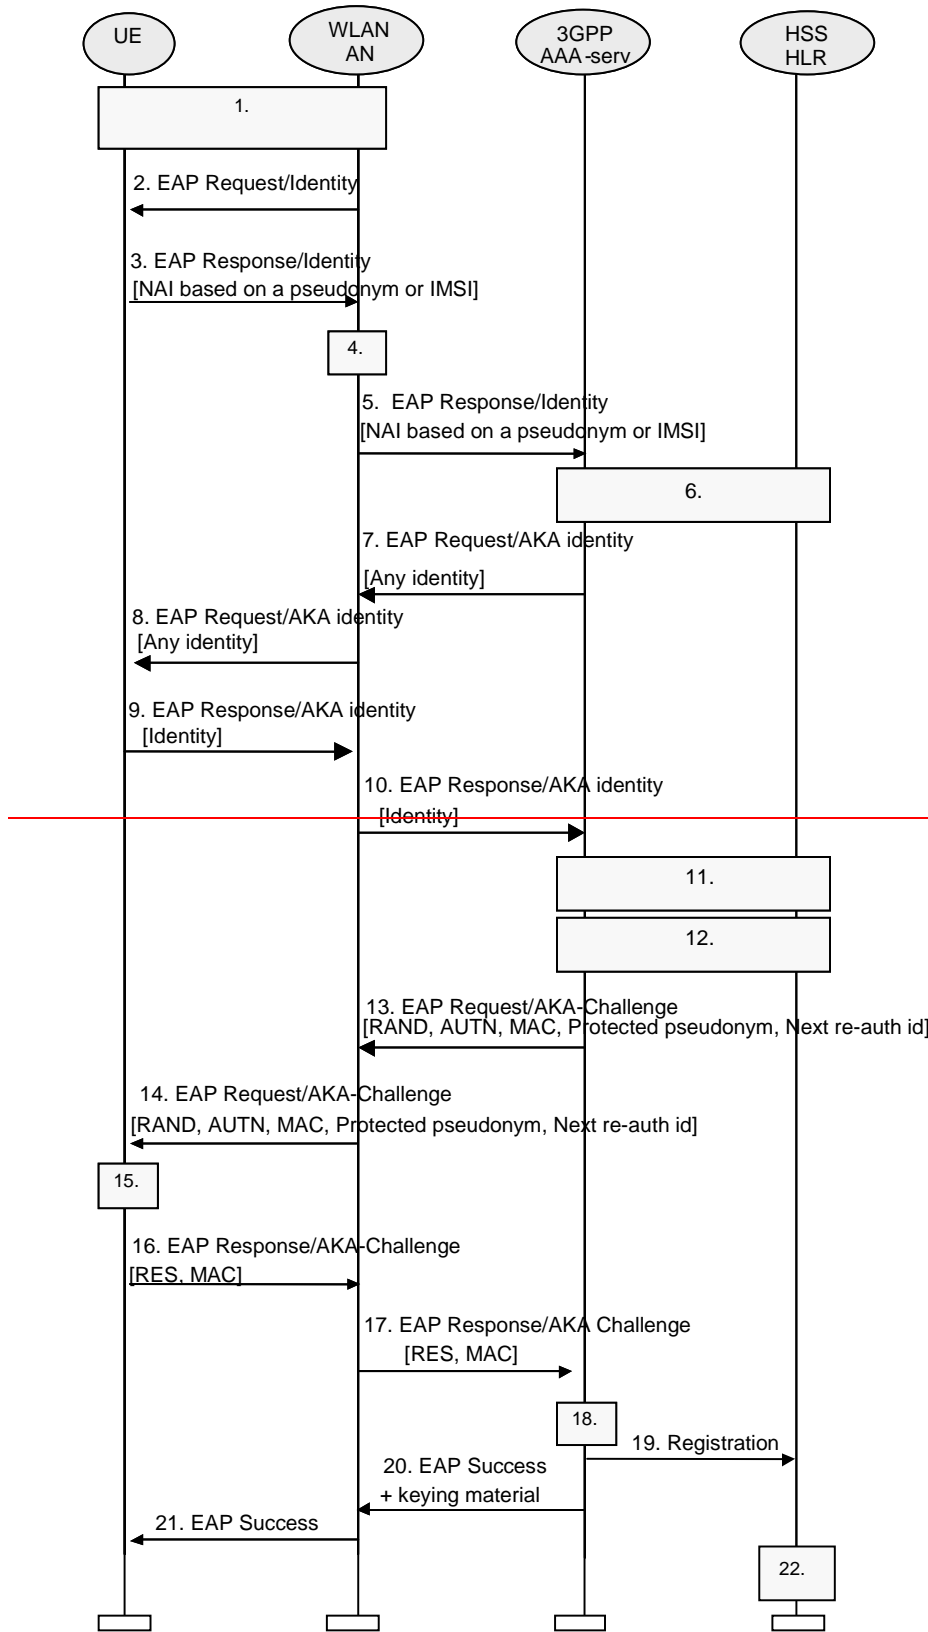 UE
WLAN
AN
3GPP
AAA-serv
HSS
HLR
1.
2. EAP Request/Identity
3. EAP Response/Identity
[NAI based on a pseudonym or IMSI]
4.
5. EAP Response/Identity
[NAI based on a pseudonym or IMSI]
6.
7. EAP Request/AKA identity
[Any identity]
8. EAP Request/AKA identity
[Any identity]
9. EAP Response/AKA identity
[Identity]
10. EAP Response/AKA identity
[Identity]
11.
12.
13. EAP Request/AKA-Challenge
[RAND, AUTN, MAC, Protected pseudonym, Next re-auth id]
14. EAP Request/AKA-Challenge
[RAND, AUTN, MAC, Protected pseudonym, Next re-auth id]
15.
16. EAP Response/AKA-Challenge
[RES, MAC]
17. EAP Response/AKA Challenge
[RES, MAC]
18.
19. Registration
20. EAP Success
+ keying material
21. EAP Success
22.